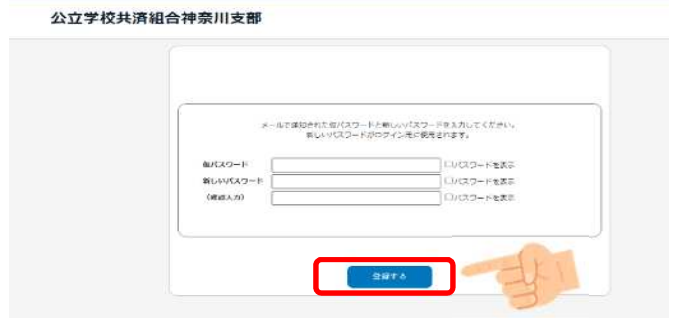 公立学校共済組合神奈川支部
メールで通知された仮パスワードと新しいパスワードを入力してください。
新しいパスワードがログイン用に使用されます。
仮パスワード
□パスワードを表示
新しいパスワード
□パスワードを表示
(確認入力)
□パスワードを表示
登録する